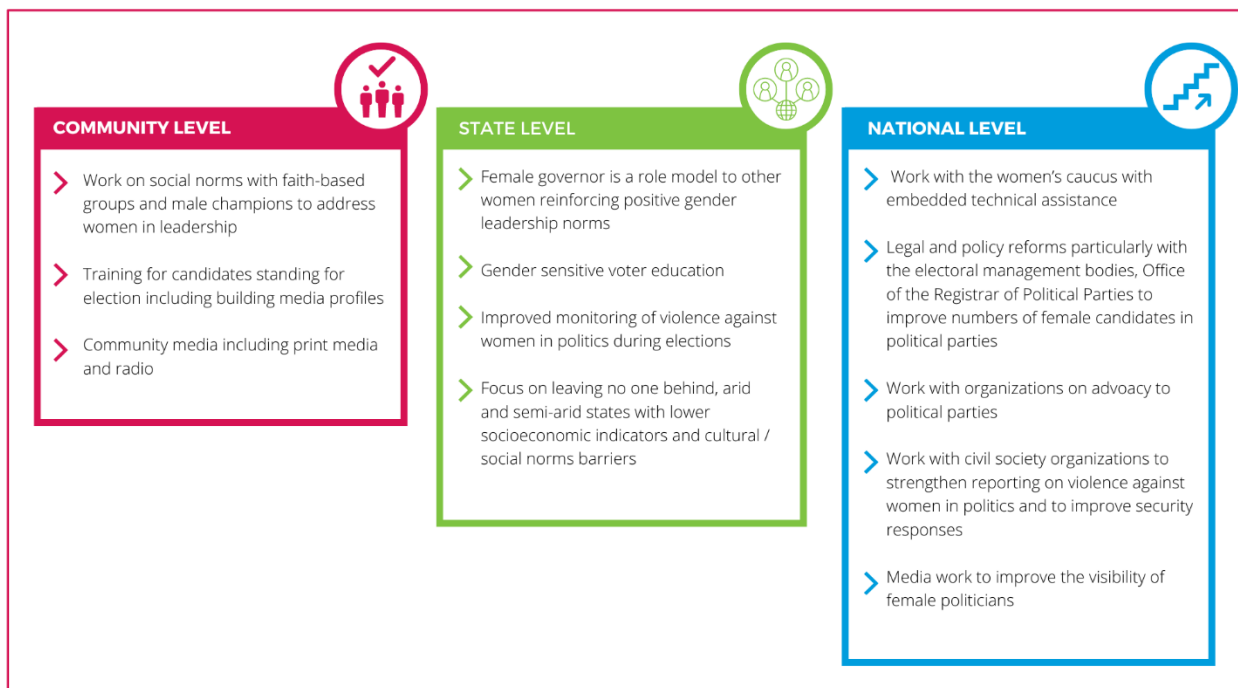 COMMUNITY LEVEL
Work on social norms with faith-based
groups and male champions to address
women in leadership
Training for candidates standing for
election including building media profiles
Community media including print media
and radio
STATE LEVEL
Female governor is a role model to other
women reinforcing positive gender
leadership norms
Gender sensitive voter education
Improved monitoring of violence against
women in politics during elections
Focus on leaving no one behind, arid
and semi-arid states with lower
socioeconomic indicators and cultural /
social norms barriers
NATIONAL LEVEL
Work with the women’s caucus with
embedded technical assistance
Legal and policy reforms particularly with
the electoral management bodies, Office
of the Registrar of Political Parties to
improve numbers of female candidates in
political parties
Work with organizations on advocacy to
political parties
Work with civil society organizations to
strengthen reporting on violence against
women in politics and to improve security
responses
Media work to improve the visibility of
female politicians